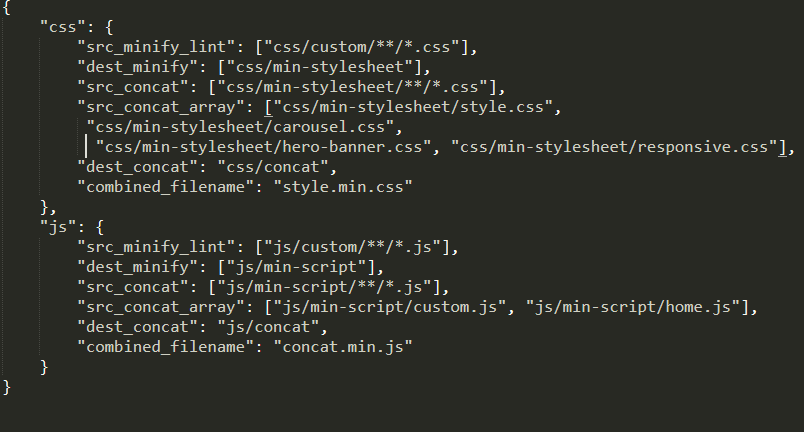 {
    "css": {
        "src_minify_lint": ["css/custom/**/*.css"],
        "dest_minify": ["css/min-stylesheet"],
        "src_concat": ["css/min-stylesheet/**/*.css"],
        "src_concat_array": ["css/min-stylesheet/style.css",
         "css/min-stylesheet/carousel.css",
          "css/min-stylesheet/hero-banner.css", "css/min-stylesheet/responsive.css"],
        "dest_concat": "css/concat",
        "combined_filename": "style.min.css"
    },
    "js": {
        "src_minify_lint": ["js/custom/**/*.js"],
        "dest_minify": ["js/min-script"],
        "src_concat": ["js/min-script/**/*.js"],
        "src_concat_array": ["js/min-script/custom.js", "js/min-script/home.js"],
        "dest_concat": "js/concat",
        "combined_filename": "concat.min.js"
    }
}